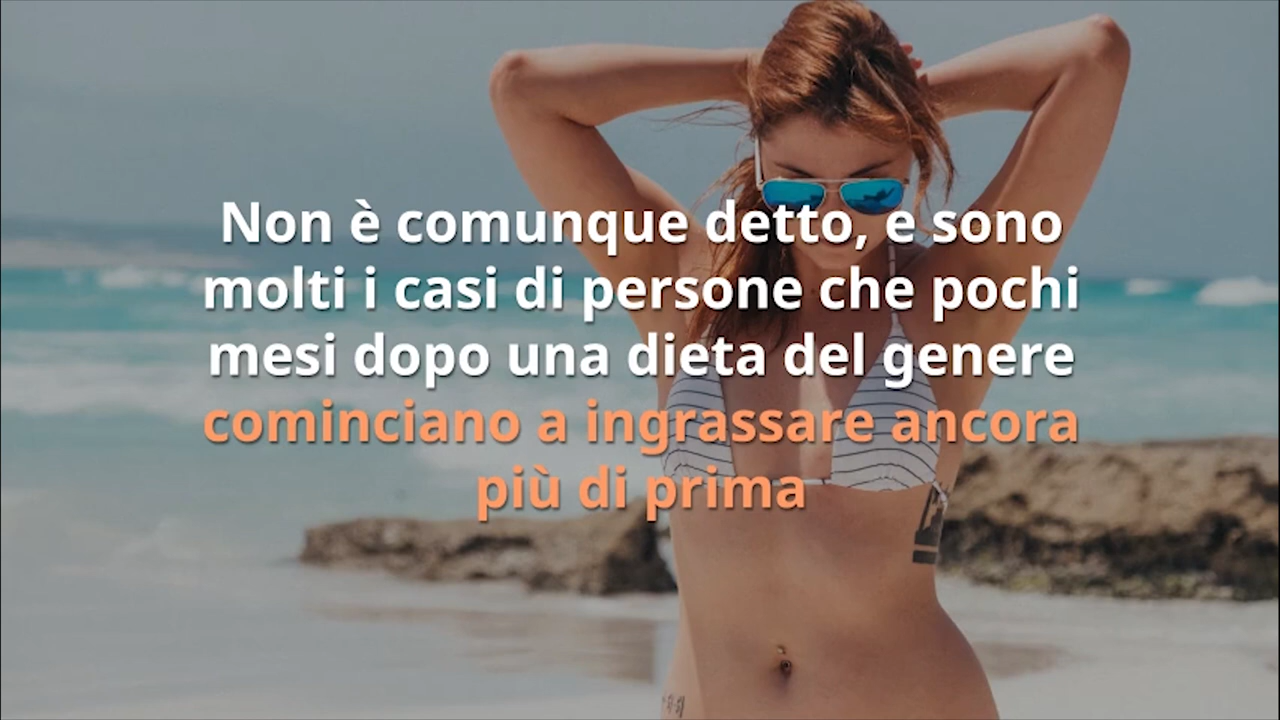 Non è comunque detto, e sono
molti i casi di persone che pochi
mesi dopo una dieta del genere
cominciano a ingrassare ancora
più di prima